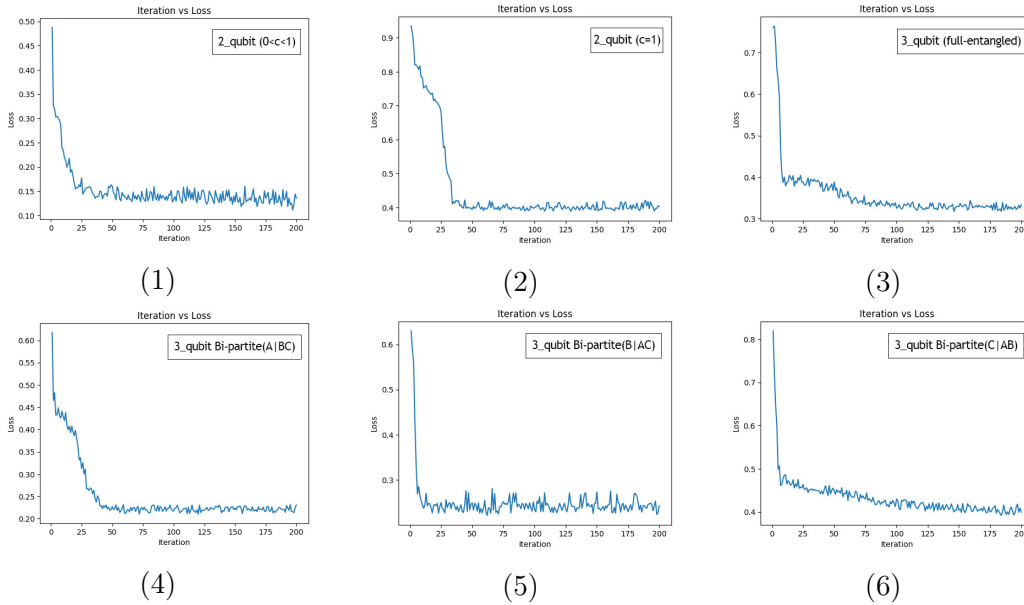 Iteration vs Loss
2_qubit (0<c<1)
0.50
0.45
0.40
0.35
0.30
0.25
0.20
0.15
0.10
Loss
0 25 50 75 100 125 150 175 200
Iteration
(1)
Iteration vs Loss
2_qubit (c=1)
0.9
0.8
0.7
0.6
0.5
0.4
Loss
0 25 50 75 100 125 150 175 200
Iteration
(2)
Iteration vs Loss
3_qubit (full-entangled)
0.7
0.6
0.5
0.4
0.3
Loss
0 25 50 75 100 125 150 175 200
Iteration
(3)
Iteration vs Loss
3_qubit Bi-partite(A|BC)
0.60
0.55
0.50
0.45
0.40
0.35
0.30
0.25
0.20
Loss
0 25 50 75 100 125 150 175 200
Iteration
(4)
Iteration vs Loss
3_qubit Bi-partite(B|AC)
0.6
0.5
0.4
0.3
Loss
0 25 50 75 100 125 150 175 200
Iteration
(5)
Iteration vs Loss
3_qubit Bi-partite(C|AB)
0.8
0.7
0.6
0.5
0.4
Loss
0 25 50 75 100 125 150 175 200
Iteration
(6)